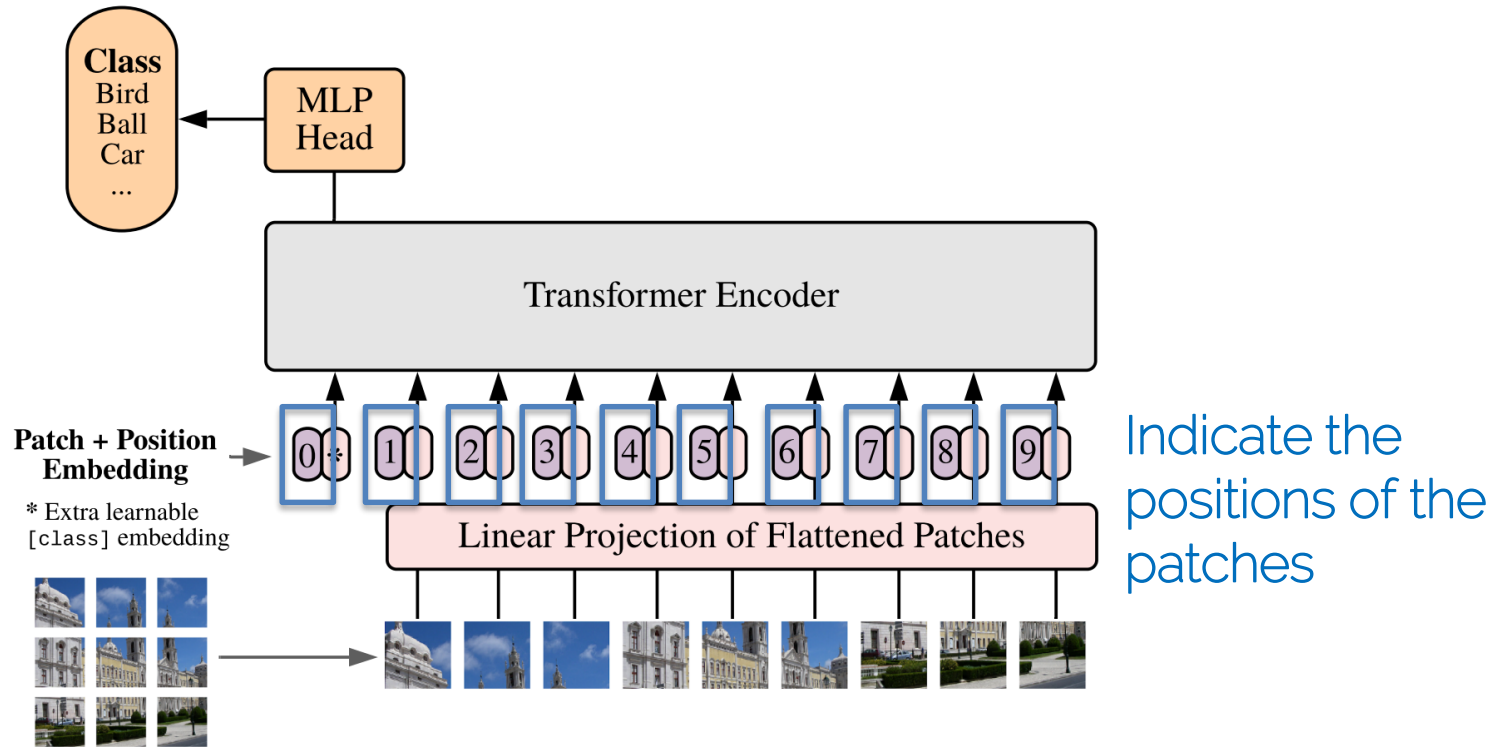 Class
Bird
Ball
Car
...
MLP
Head
Transformer Encoder
Patch + Position
Embedding
* Extra learnable
[class] embedding
0 * 1 2 3 4 5 6 7 8 9
Linear Projection of Flattened Patches
Indicate the
positions of the
patches